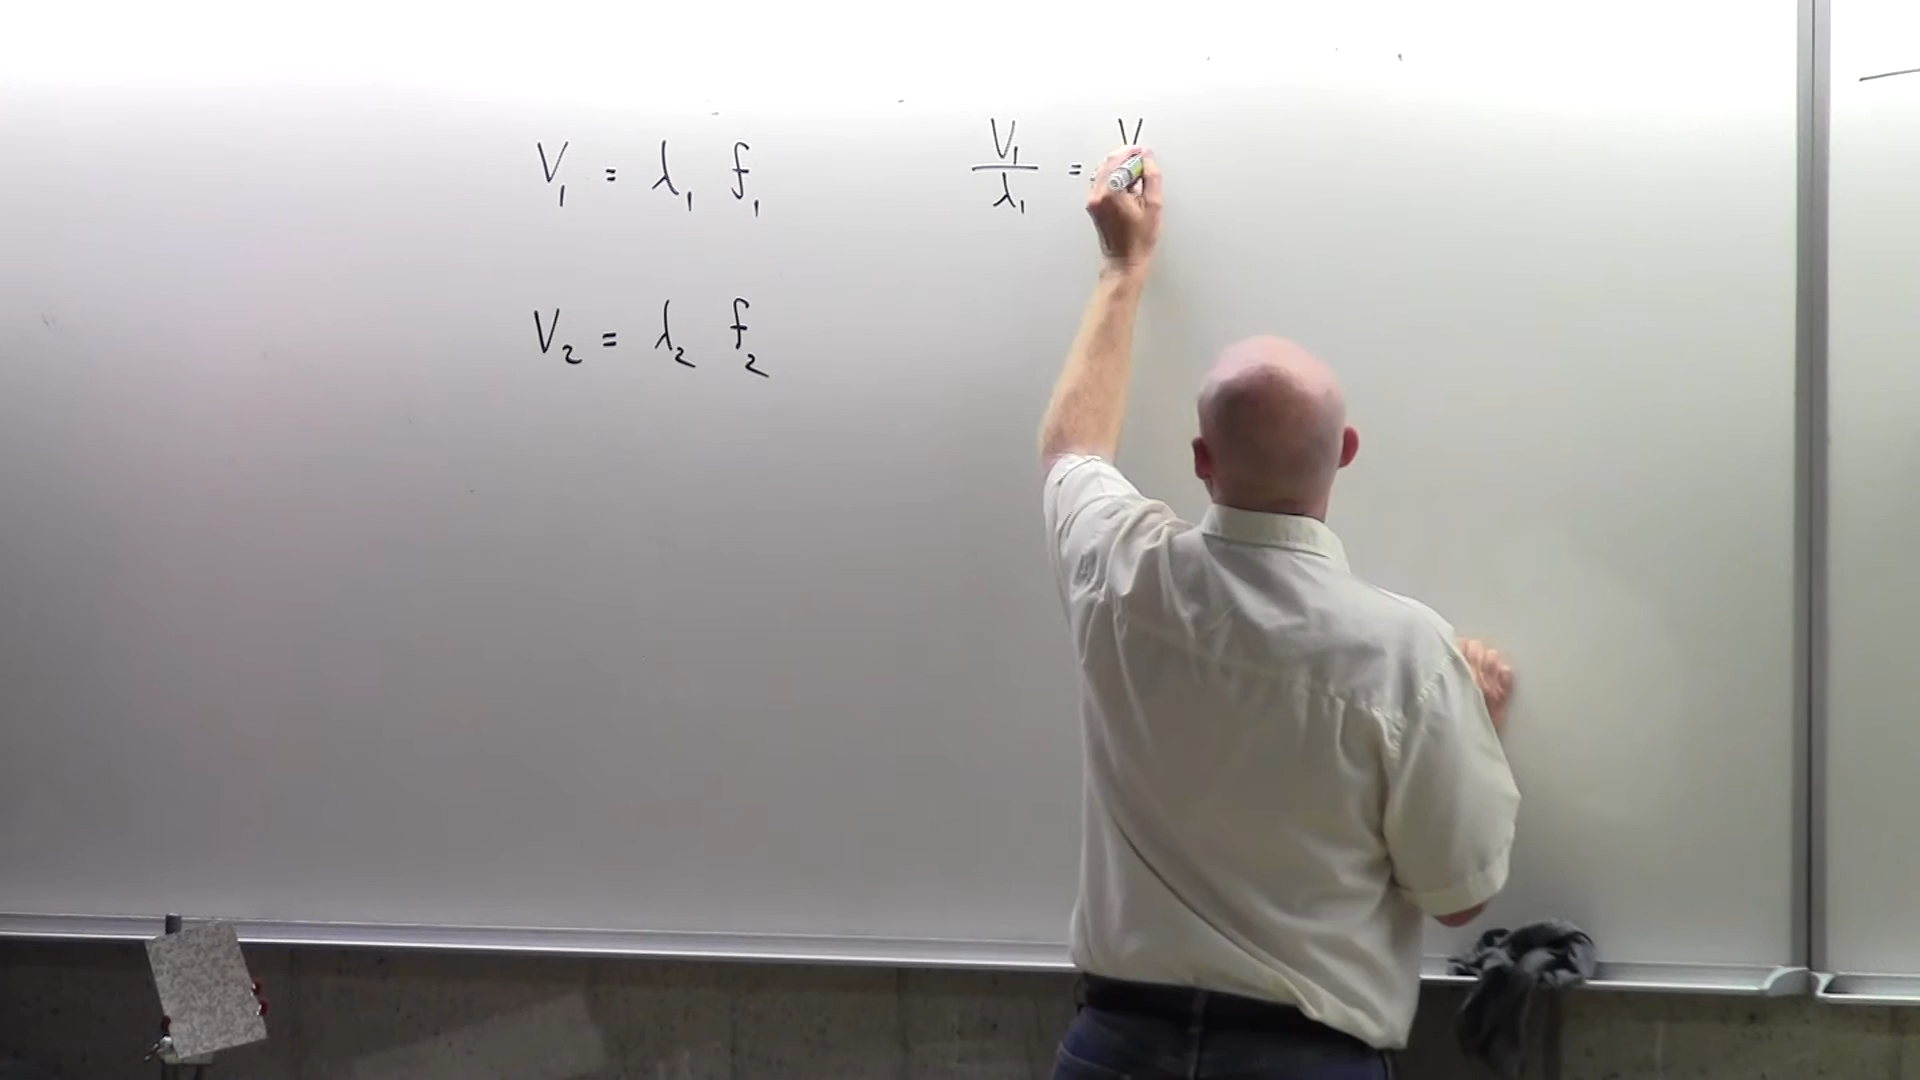 V₁ = λ₁ f₁
V₂ = λ₂ f₂
V₁/λ₁ = V